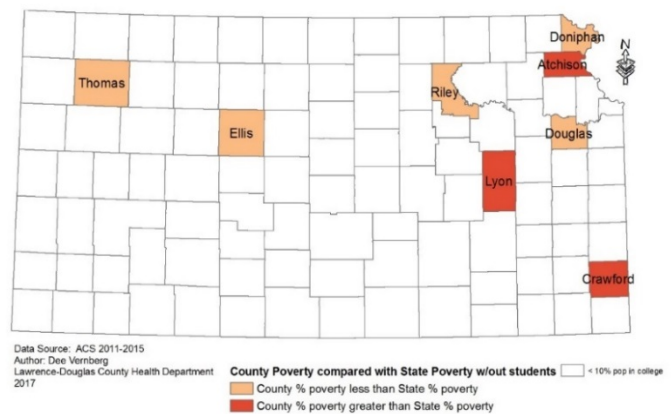 Doniphan
N
Atchison
Thomas
Riley
Ellis
Douglas
Lyon
Crawford
Data Source: ACS 2011-2015
Author: Dee Vernberg
Lawrence-Douglas County Health Department
2017
County Poverty compared with State Poverty w/out students
< 10% pop in college
County % poverty less than State % poverty
County % poverty greater than State % poverty